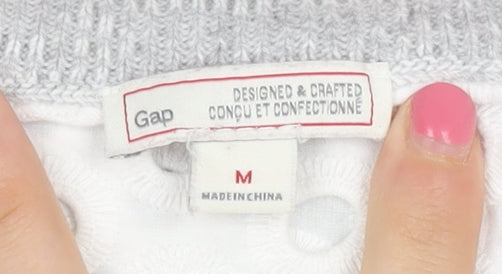 Gap
DESIGNED & CRAFTED
CONÇU ET CONFECTIONNÉ
M
MADE IN CHINA